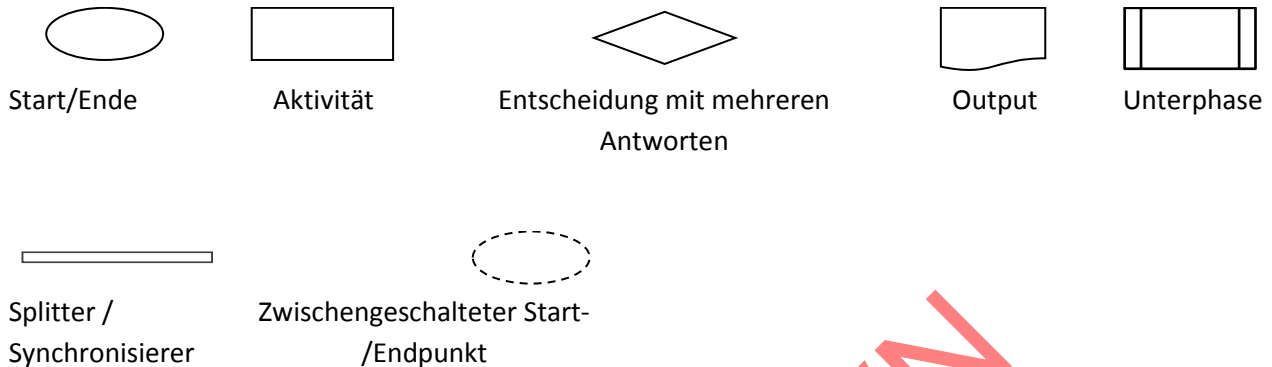 Start/Ende
Aktivität
Entscheidung mit mehreren
Antworten
Output
Unterphase
Splitter /
Synchronisierer
Zwischengeschalteter Start-
/Endpunkt